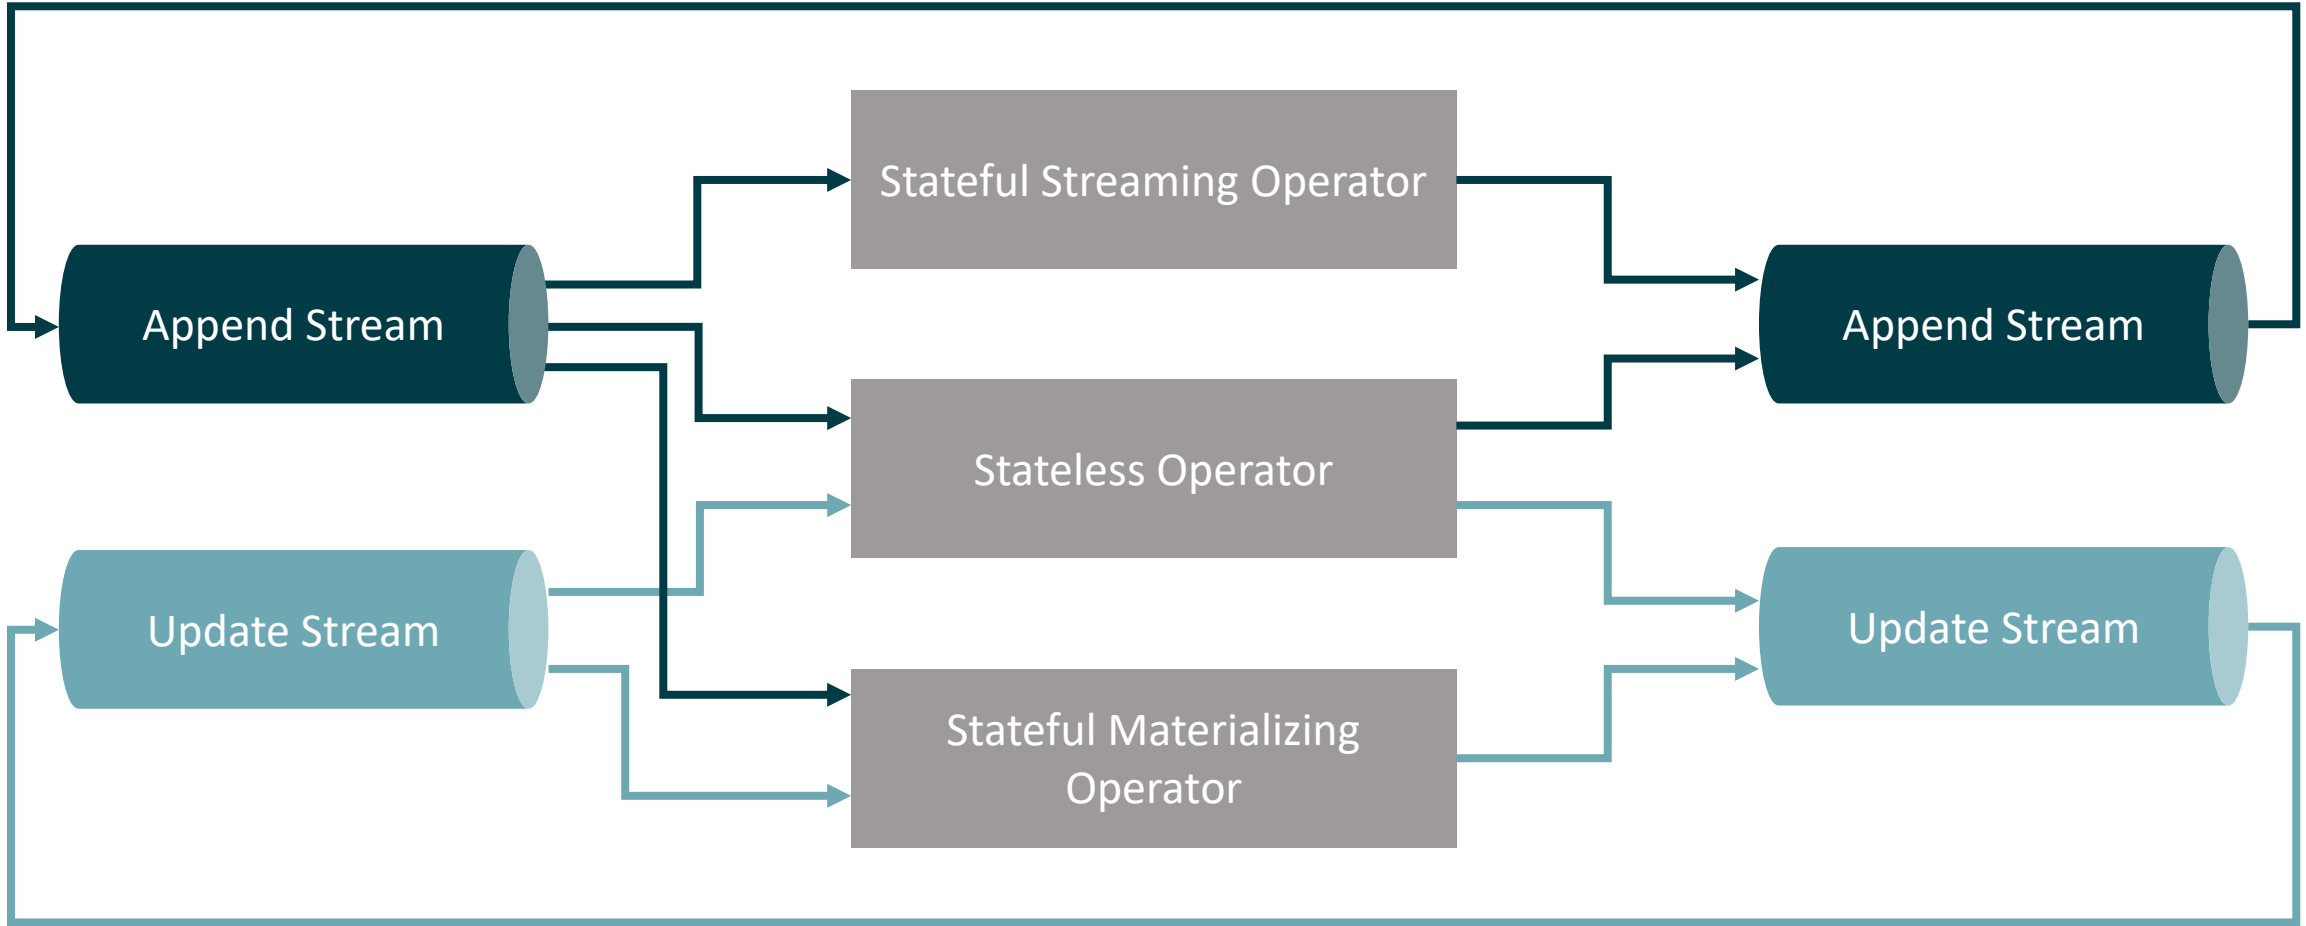 Stateful Streaming Operator
Append Stream
Append Stream
Stateless Operator
Update Stream
Update Stream
Stateful Materializing
Operator